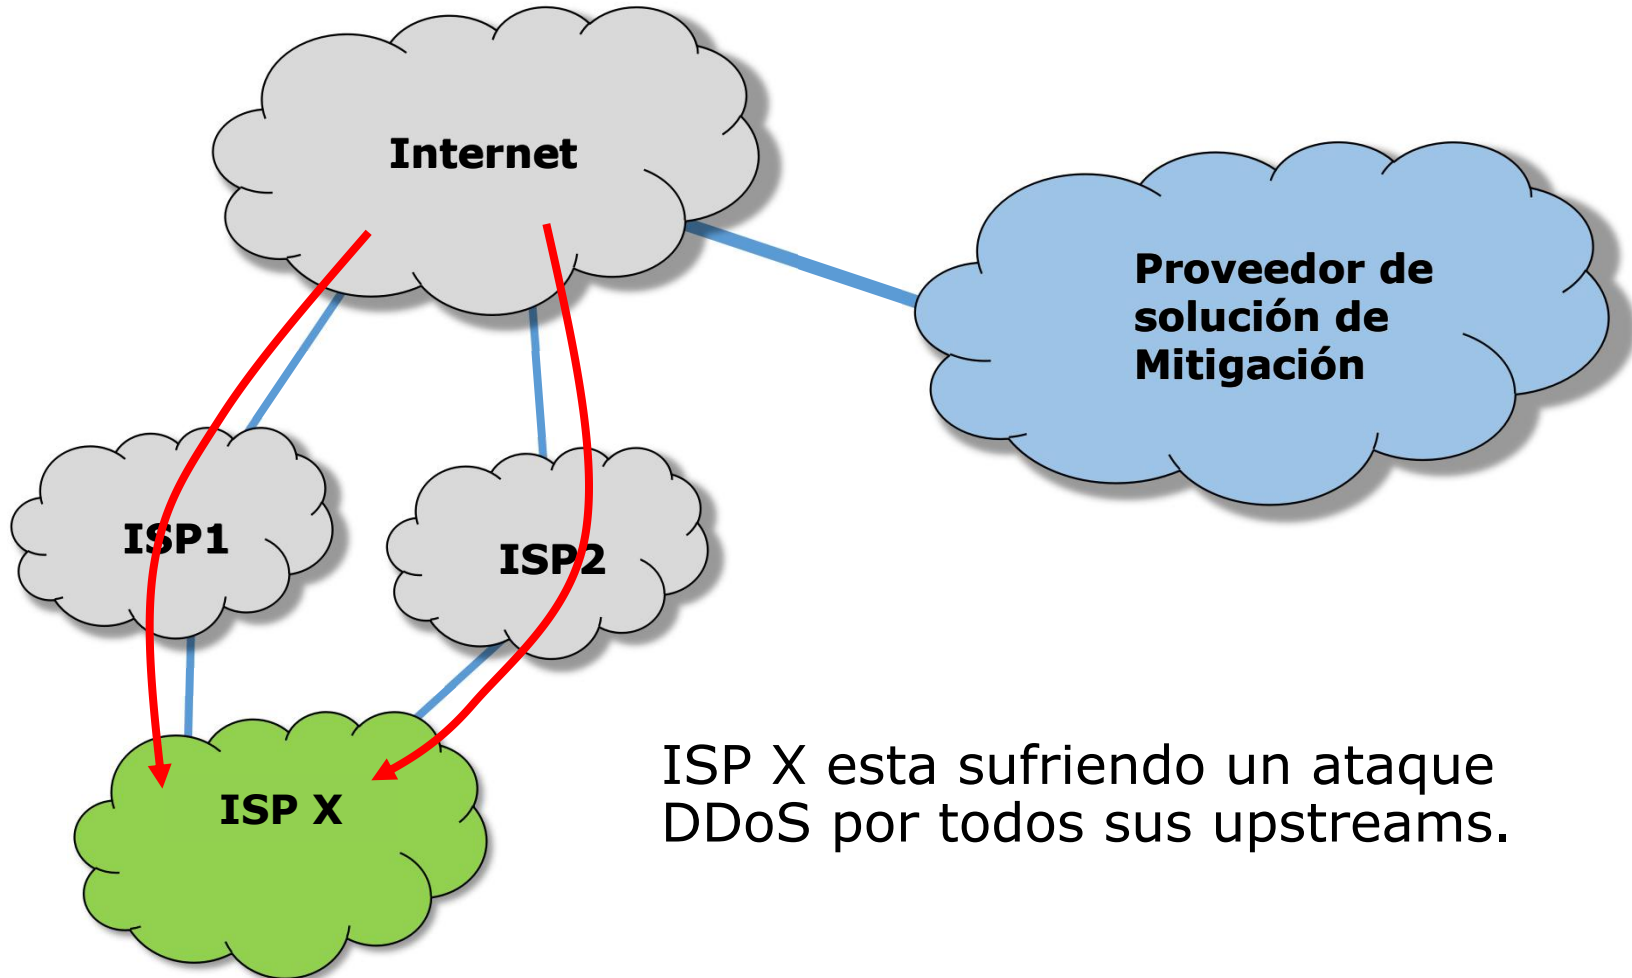 Internet
Proveedor de
solución de
Mitigación
ISP1
ISP2
ISP X
ISP X esta sufriendo un ataque
DDoS por todos sus upstreams.